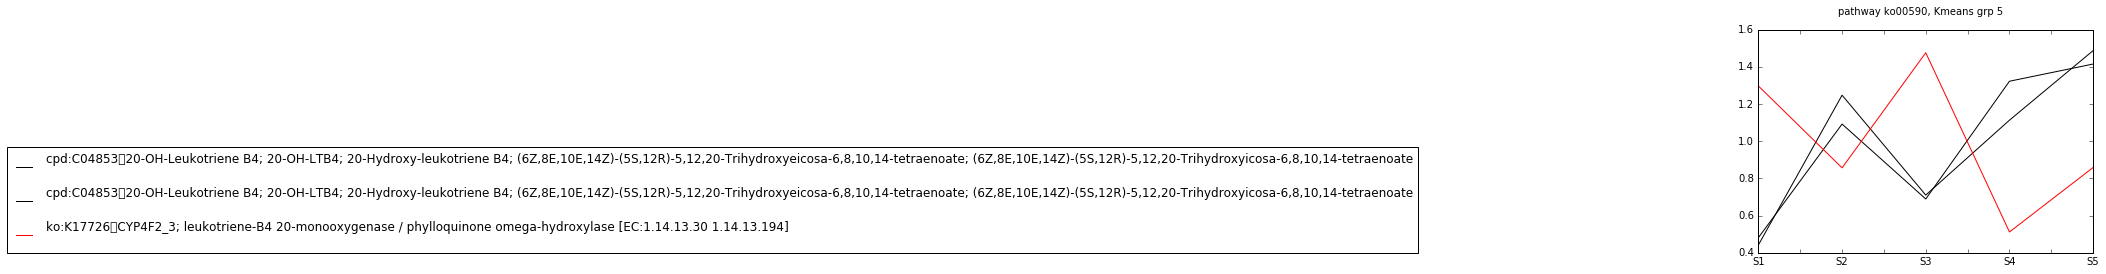 pathway ko00590, Kmeans grp 5
1.6
1.4
1.2
1.0
0.8
0.6
0.4
S1 S2 S3 S4 S5
cpd:C04853▯20-OH-Leukotriene B4; 20-OH-LTB4; 20-Hydroxy-leukotriene B4; (6Z,8E,10E,14Z)-(5S,12R)-5,12,20-Trihydroxyeicosa-6,8,10,14-tetraenoate; (6Z,8E,10E,14Z)-(5S,12R)-5,12,20-Trihydroxyicosa-6,8,10,14-tetraenoate
cpd:C04853▯20-OH-Leukotriene B4; 20-OH-LTB4; 20-Hydroxy-leukotriene B4; (6Z,8E,10E,14Z)-(5S,12R)-5,12,20-Trihydroxyeicosa-6,8,10,14-tetraenoate; (6Z,8E,10E,14Z)-(5S,12R)-5,12,20-Trihydroxyicosa-6,8,10,14-tetraenoate
ko:K17726▯CYP4F2_3; leukotriene-B4 20-monooxygenase / phylloquinone omega-hydroxylase [EC:1.14.13.30 1.14.13.194]